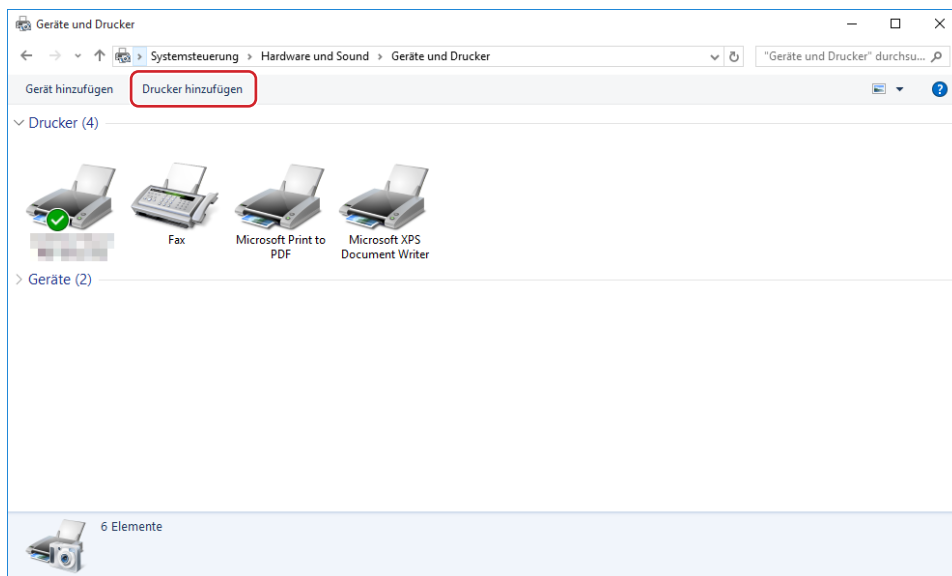 Geräte und Drucker
Systemsteuerung > Hardware und Sound > Geräte und Drucker
"Geräte und Drucker" durchsu...
Gerät hinzufügen
Drucker hinzufügen
Drucker (4)
Fax
Microsoft Print to
PDF
Microsoft XPS
Document Writer
Geräte (2)
6 Elemente